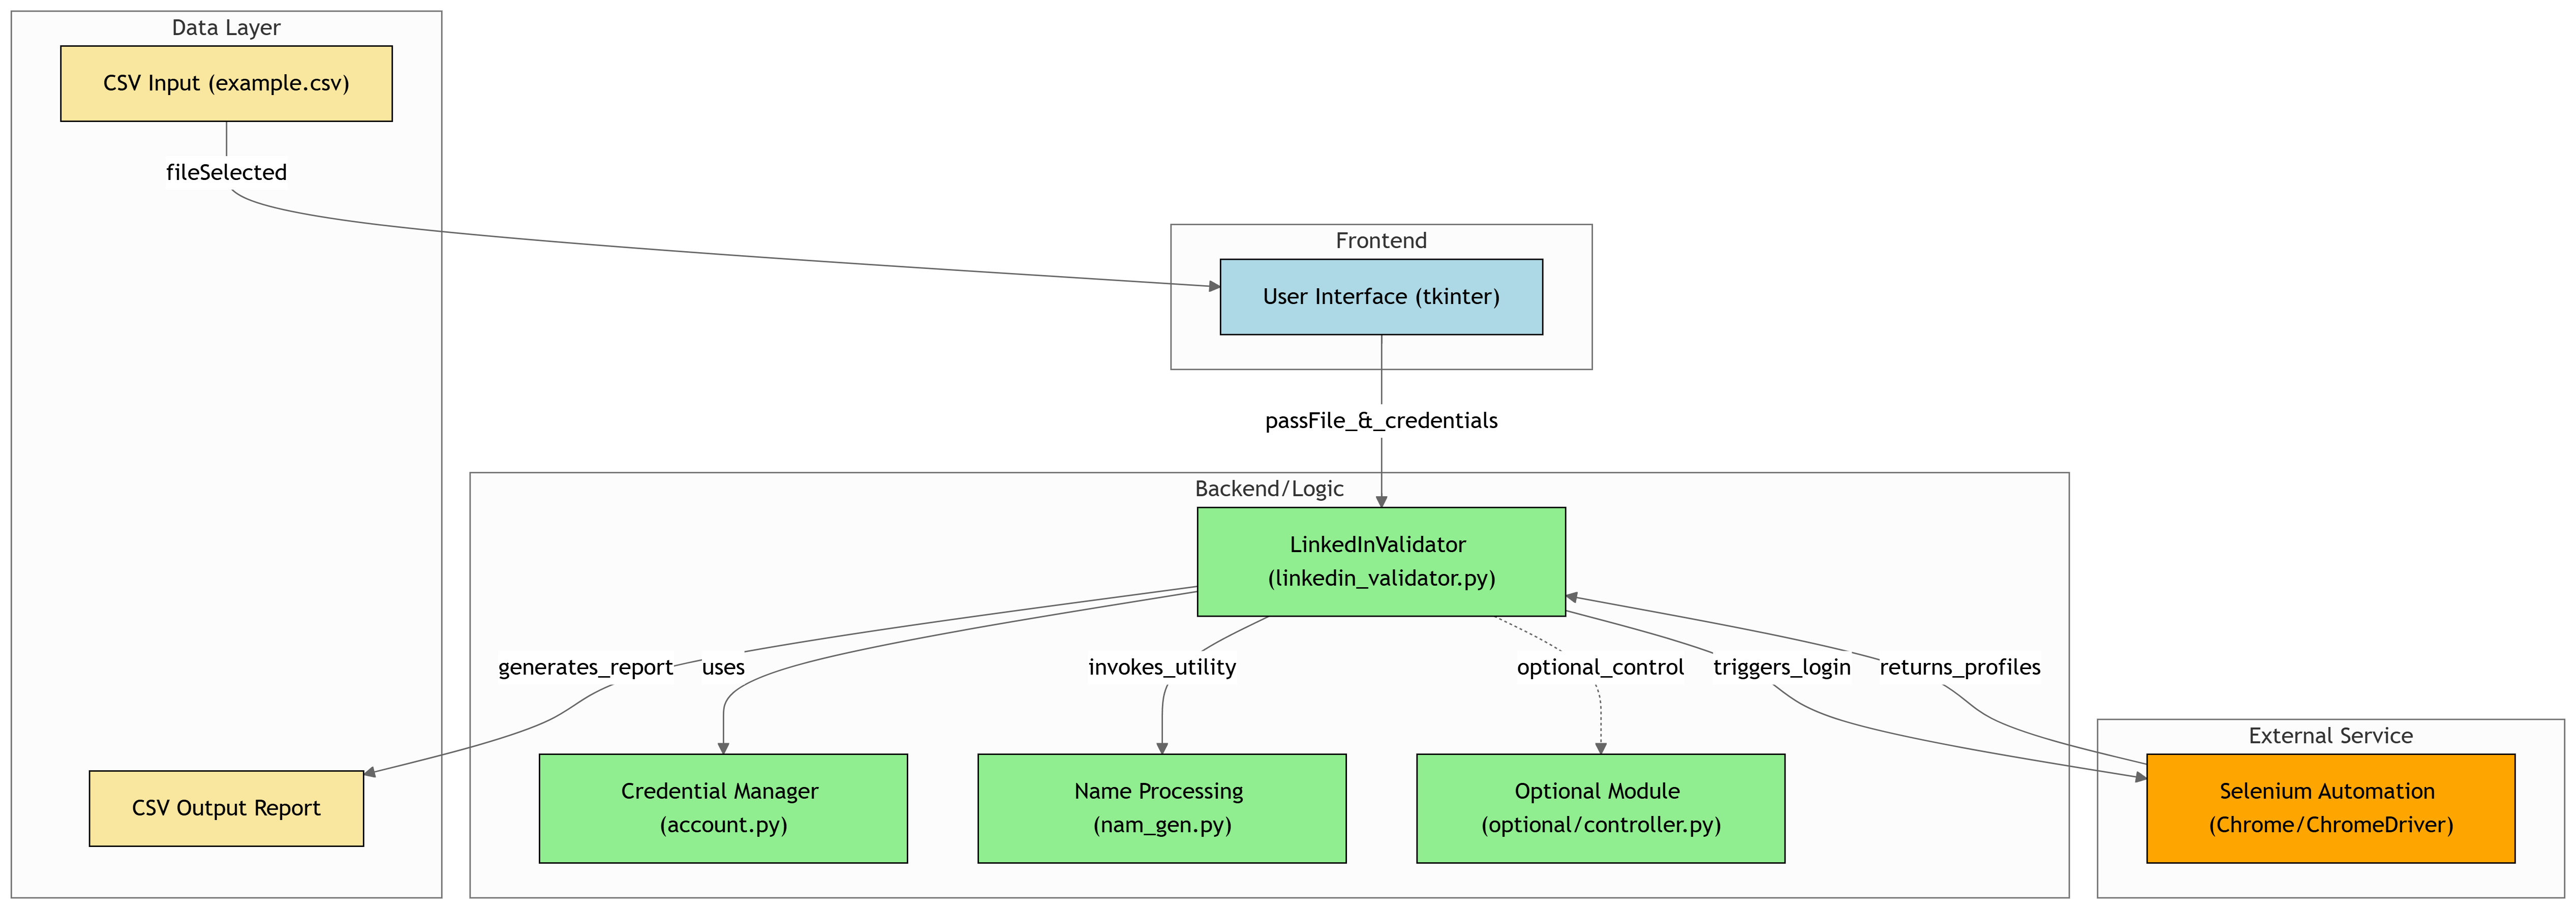 Data Layer
CSV Input (example.csv)
fileSelected
Frontend
User Interface (tkinter)
passFile_&_credentials
Backend/Logic
LinkedInValidator
(linkedin_validator.py)
generates_report
uses
invokes_utility
optional_control
triggers_login
returns_profiles
External Service
CSV Output Report
Credential Manager
(account.py)
Name Processing
(nam_gen.py)
Optional Module
(optional/controller.py)
Selenium Automation
(Chrome/ChromeDriver)